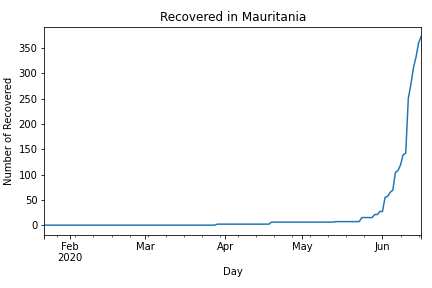 Recovered in Mauritania
Number of Recovered
350
300
250
200
150
100
50
0
Feb
2020
Mar
Apr
May
Jun
Day